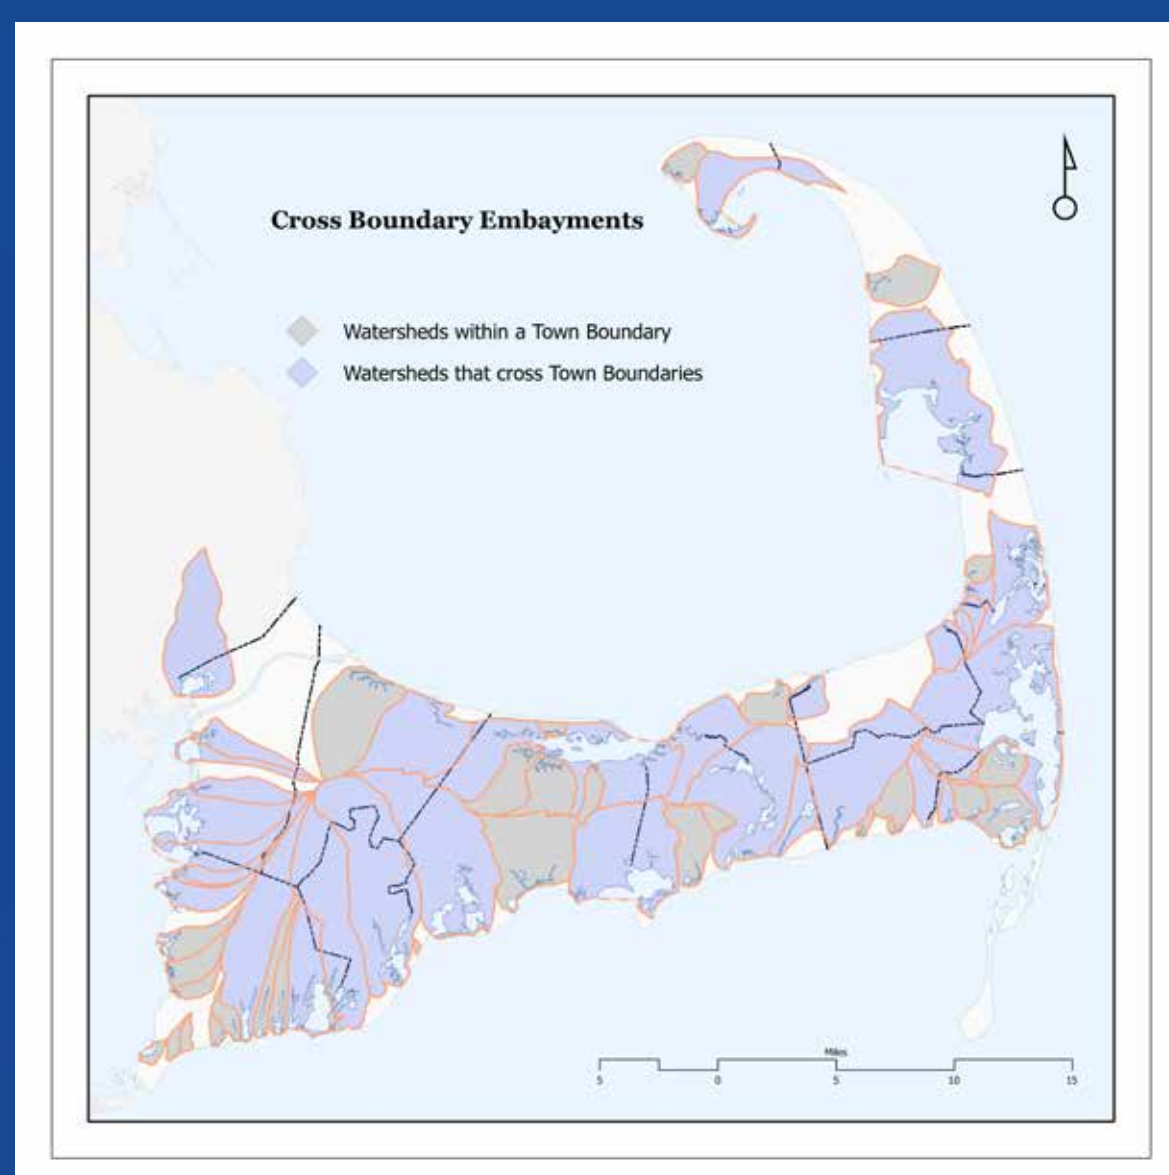 Cross Boundary Embayments
Watersheds within a Town Boundary
Watersheds that cross Town Boundaries
Miles
5 0 5 10 15